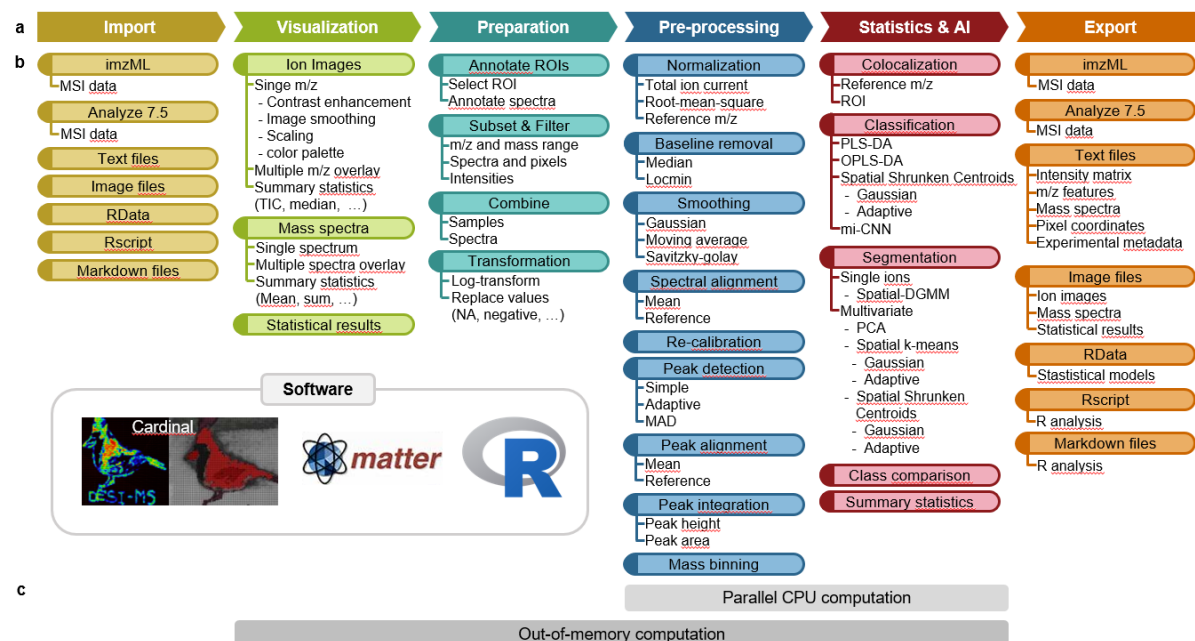 a
Import
Visualization
Preparation
Pre-processing
Statistics & AI
Export
b
imzML
MSI data
Analyze 7.5
MSI data
Text files
Image files
RData
Rscript
Markdown files
Ion Images
Singe m/z
- Contrast enhancement
- Image smoothing
- Scaling
- color palette
Multiple m/z overlay
Summary statistics
(TIC, median, …)
Mass spectra
Single spectrum
Multiple spectra overlay
Summary statistics
(Mean, sum, …)
Statistical results
Annotate ROIs
Select ROI
Annotate spectra
Subset & Filter
m/z and mass range
Spectra and pixels
Intensities
Combine
Samples
Spectra
Transformation
Log-transform
Replace values
(NA, negative, …)
Normalization
Total ion current
Root-mean-square
Reference m/z
Baseline removal
Median
Locmin
Smoothing
Gaussian
Moving average
Savitzky-golay
Spectral alignment
Mean
Reference
Re-calibration
Peak detection
Simple
Adaptive
MAD
Peak alignment
Mean
Reference
Peak integration
Peak height
Peak area
Mass binning
Colocalization
Reference m/z
ROI
Classification
PLS-DA
OPLS-DA
Spatial Shrunken Centroids
- Gaussian
- Adaptive
mi-CNN
Segmentation
Single ions
- Spatial-DGMM
Multivariate
- PCA
- Spatial k-means
- Gaussian
- Adaptive
- Spatial Shrunken
Centroids
- Gaussian
- Adaptive
Class comparison
Summary statistics
imzML
MSI data
Analyze 7.5
MSI data
Text files
Intensity matrix
m/z features
Mass spectra
Pixel coordinates
Experimental metadata
Image files
Ion images
Mass spectra
Statistical results
RData
Stastistical models
Rscript
R analysis
Markdown files
R analysis
Software
Cardinal
DESI-MS
matter
R
c
Parallel CPU computation
Out-of-memory computation